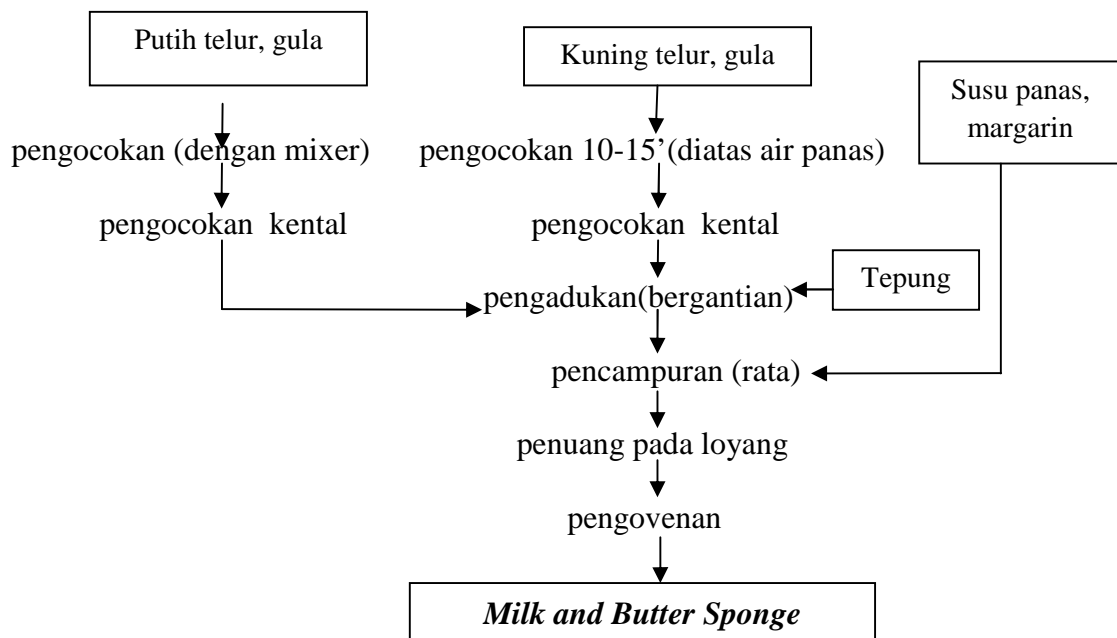 Putih telur, gula
Kuning telur, gula
Susu panas,
margarin
pengocokan (dengan mixer)
pengocokan 10-15’(diatas air panas)
pengocokan kental
pengocokan kental
Tepung
pengadukan(bergantian)
pencampuran (rata)
penuang pada loyang
pengovenan
Milk and Butter Sponge